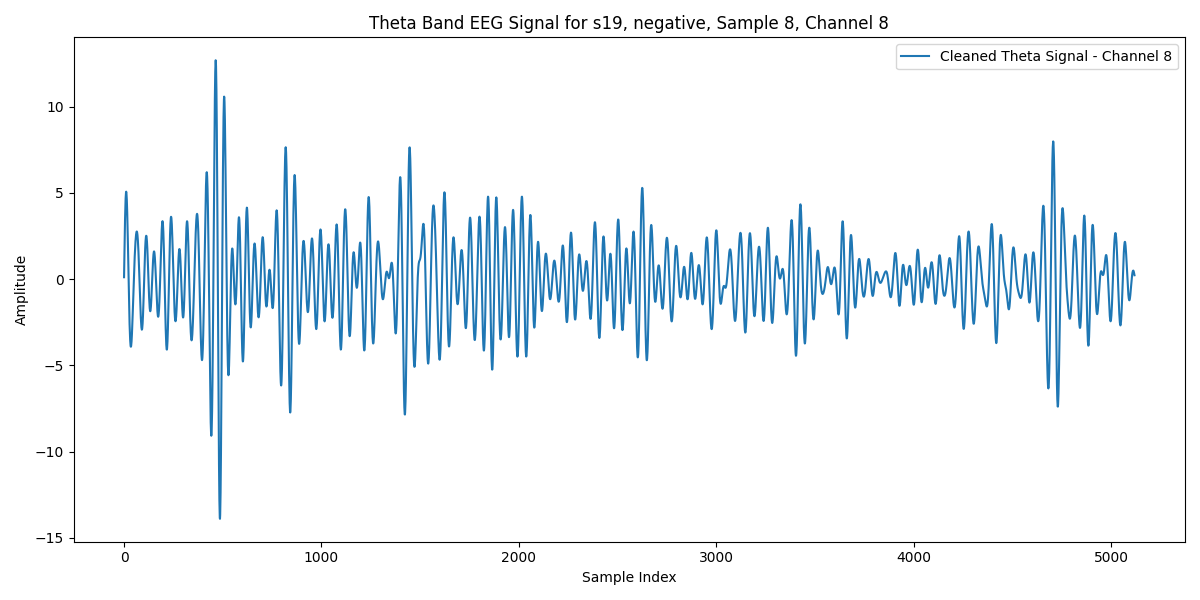 Theta Band EEG Signal for s19, negative, Sample 8, Channel 8
Cleaned Theta Signal - Channel 8
10
5
0
−5
−10
−15
Amplitude
0 1000 2000 3000 4000 5000
Sample Index